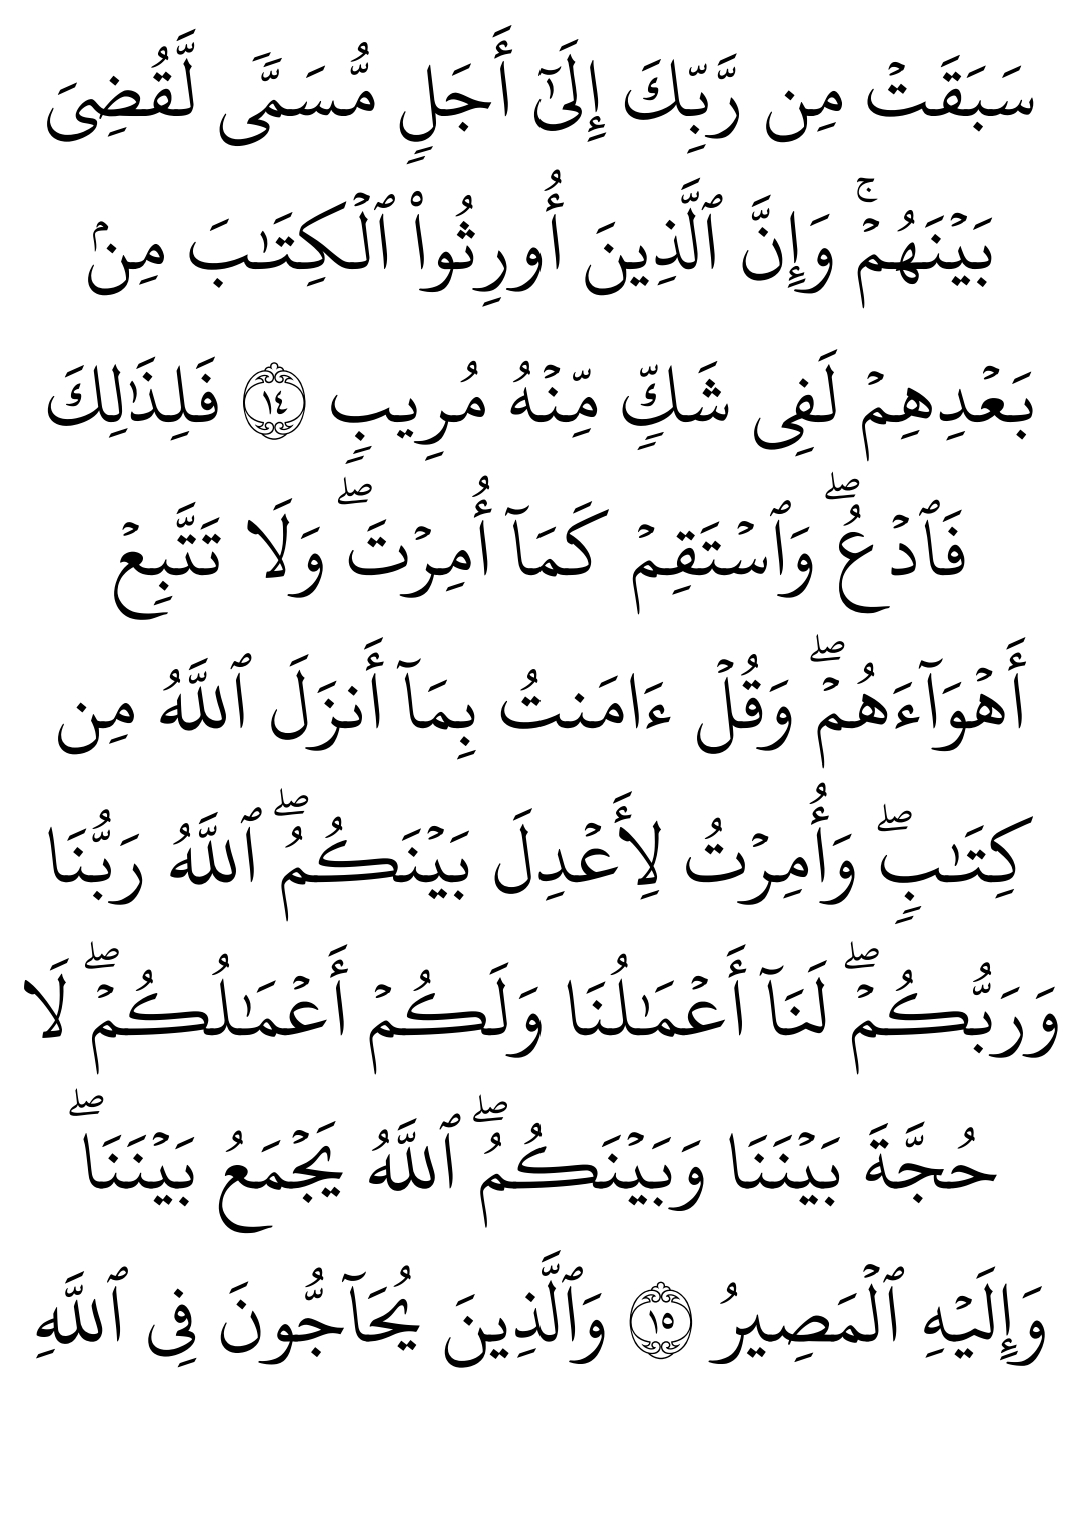 سَبَقَتۡ مِن رَّبِّكَ إِلَىٰٓ أَجَلٖ مُّسَمّٗى لَّقُضِيَ
بَيۡنَهُمۡۚ وَإِنَّ ٱلَّذِينَ أُورِثُواْ ٱلۡكِتَٰبَ مِنۢ
بَعۡدِهِمۡ لَفِي شَكّٖ مِّنۡهُ مُرِيبٖ ١٤ فَلِذَٰلِكَ
فَٱدۡعُۖ وَٱسۡتَقِمۡ كَمَآ أُمِرۡتَۖ وَلَا تَتَّبِعۡ
أَهۡوَآءَهُمۡۖ وَقُلۡ ءَامَنتُ بِمَآ أَنزَلَ ٱللَّهُ مِن
كِتَٰبٖۖ وَأُمِرۡتُ لِأَعۡدِلَ بَيۡنَكُمُۖ ٱللَّهُ رَبُّنَا
وَرَبُّكُمۡۖ لَنَآ أَعۡمَٰلُنَا وَلَكُمۡ أَعۡمَٰلُكُمۡۖ لَا
حُجَّةَ بَيۡنَنَا وَبَيۡنَكُمُۖ ٱللَّهُ يَجۡمَعُ بَيۡنَنَاۖ
وَإِلَيۡهِ ٱلۡمَصِيرُ ١٥ وَٱلَّذِينَ يُحَآجُّونَ فِي ٱللَّهِ